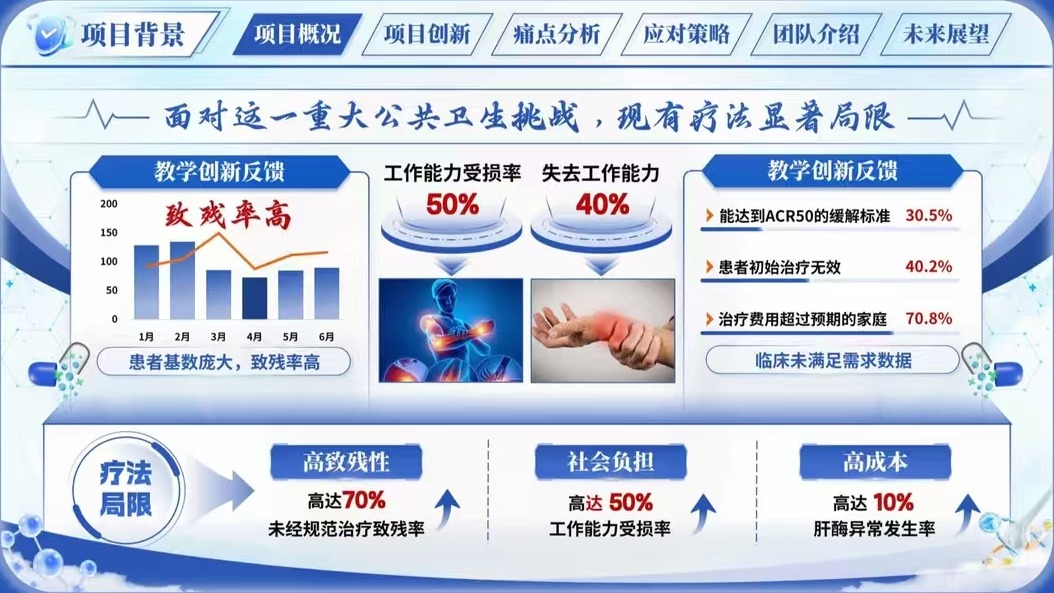 项目背景
项目概况
项目创新
痛点分析
应对策略
团队介绍
未来展望
面对这一重大公共卫生挑战，现有疗法显著局限
教学创新反馈
致残率高
200
150
100
50
0
1月 2月 3月 4月 5月 6月
患者基数庞大，致残率高
工作能力受损率
50%
失去工作能力
40%
教学创新反馈
能达到ACR50的缓解标准 30.5%
患者初始治疗无效 40.2%
治疗费用超过预期的家庭 70.8%
临床未满足需求数据
疗法
局限
高致残性
高达70%
未经规范治疗致残率
社会负担
高达 50%
工作能力受损率
高成本
高达 10%
肝酶异常发生率